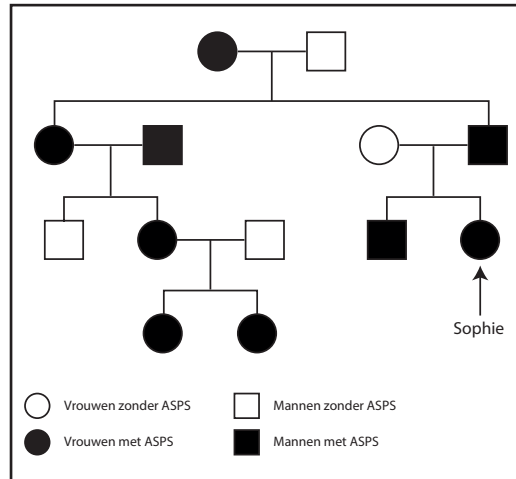 Sophie
Vrouwen zonder ASPS
Mannen zonder ASPS
Vrouwen met ASPS
Mannen met ASPS